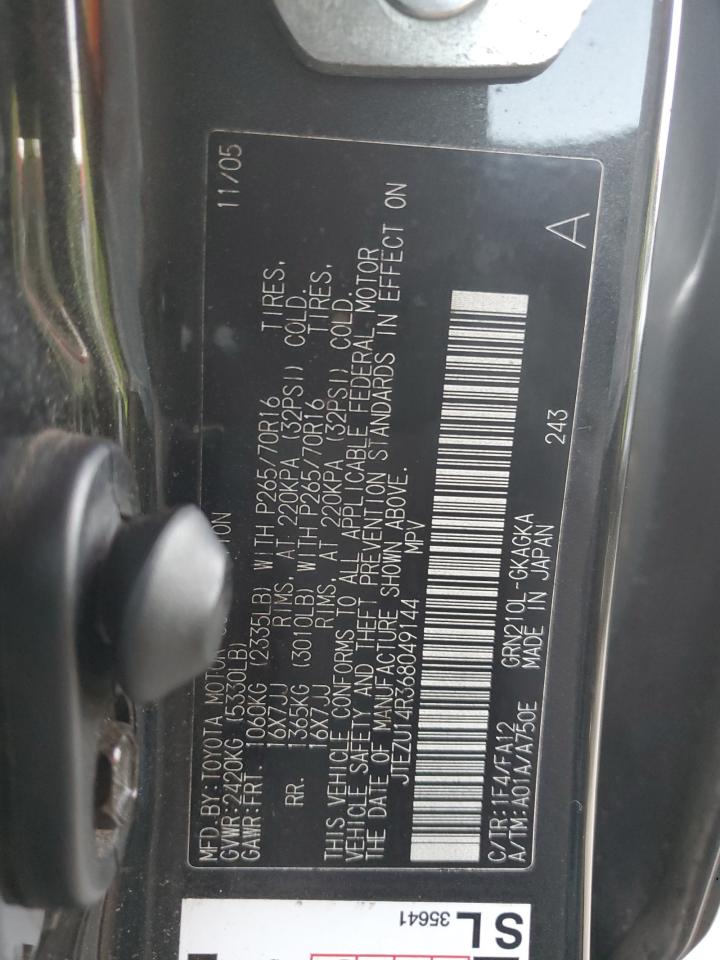 MFD. BY: TOYOTA MOTOR TION 11/05
GVWR: 2420KG (5330LB)
GAWR: FRT. 1060KG (2335LB) WITH P265/70R16 TIRES,
16X7JJ RIMS, AT 220KPA (32PSI) COLD.
RR. 1365KG (3010LB) WITH P265/70R16 TIRES,
16X7JJ RIMS, AT 220KPA (32PSI) COLD.
THIS VEHICLE CONFORMS TO ALL APPLICABLE FEDERAL MOTOR
VEHICLE SAFETY AND THEFT PREVENTION STANDARDS IN EFFECT ON
THE DATE OF MANUFACTURE SHOWN ABOVE.
JTEZU14R368049144 MPV
C/TR: 1E4/FA12 GRN210L-GKAGKA 243 A
A/TM: A01A/A750E MADE IN JAPAN
35641
SL